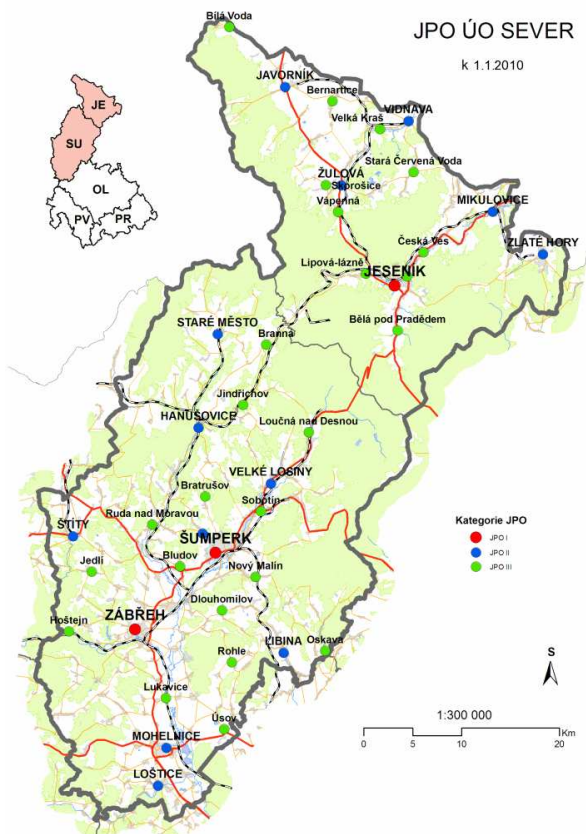 JPO ÚO SEVER
k 1.1.2010
Bílá Voda
JAVORNÍK
Bernartice
VIDNAVA
Velká Kraš
JE
SU
OL
PV
PR
Stará Červená Voda
ŽULOVÁ
Skorošice
Vápenná
MIKULOVICE
ZLATÉ HORY
Česká Ves
Lipová-lázně
JESENÍK
Bělá pod Pradědem
STARÉ MĚSTO
Branná
Jindřichov
HANUŠOVICE
Loučná nad Desnou
VELKÉ LOSINY
Bratrušov
Sobotín
ŠTÍTY
Ruda nad Moravou
ŠUMPERK
Jedlí
Bludov
Nový Malín
Dlouhomilov
ZÁBŘEH
Hoštejn
LIBINA
Oskava
Rohle
Lukavice
Úsov
MOHELNICE
LOŠTICE
Kategorie JPO
JPO I
JPO II
JPO III
S
1:300 000
0 5 10 20
Km